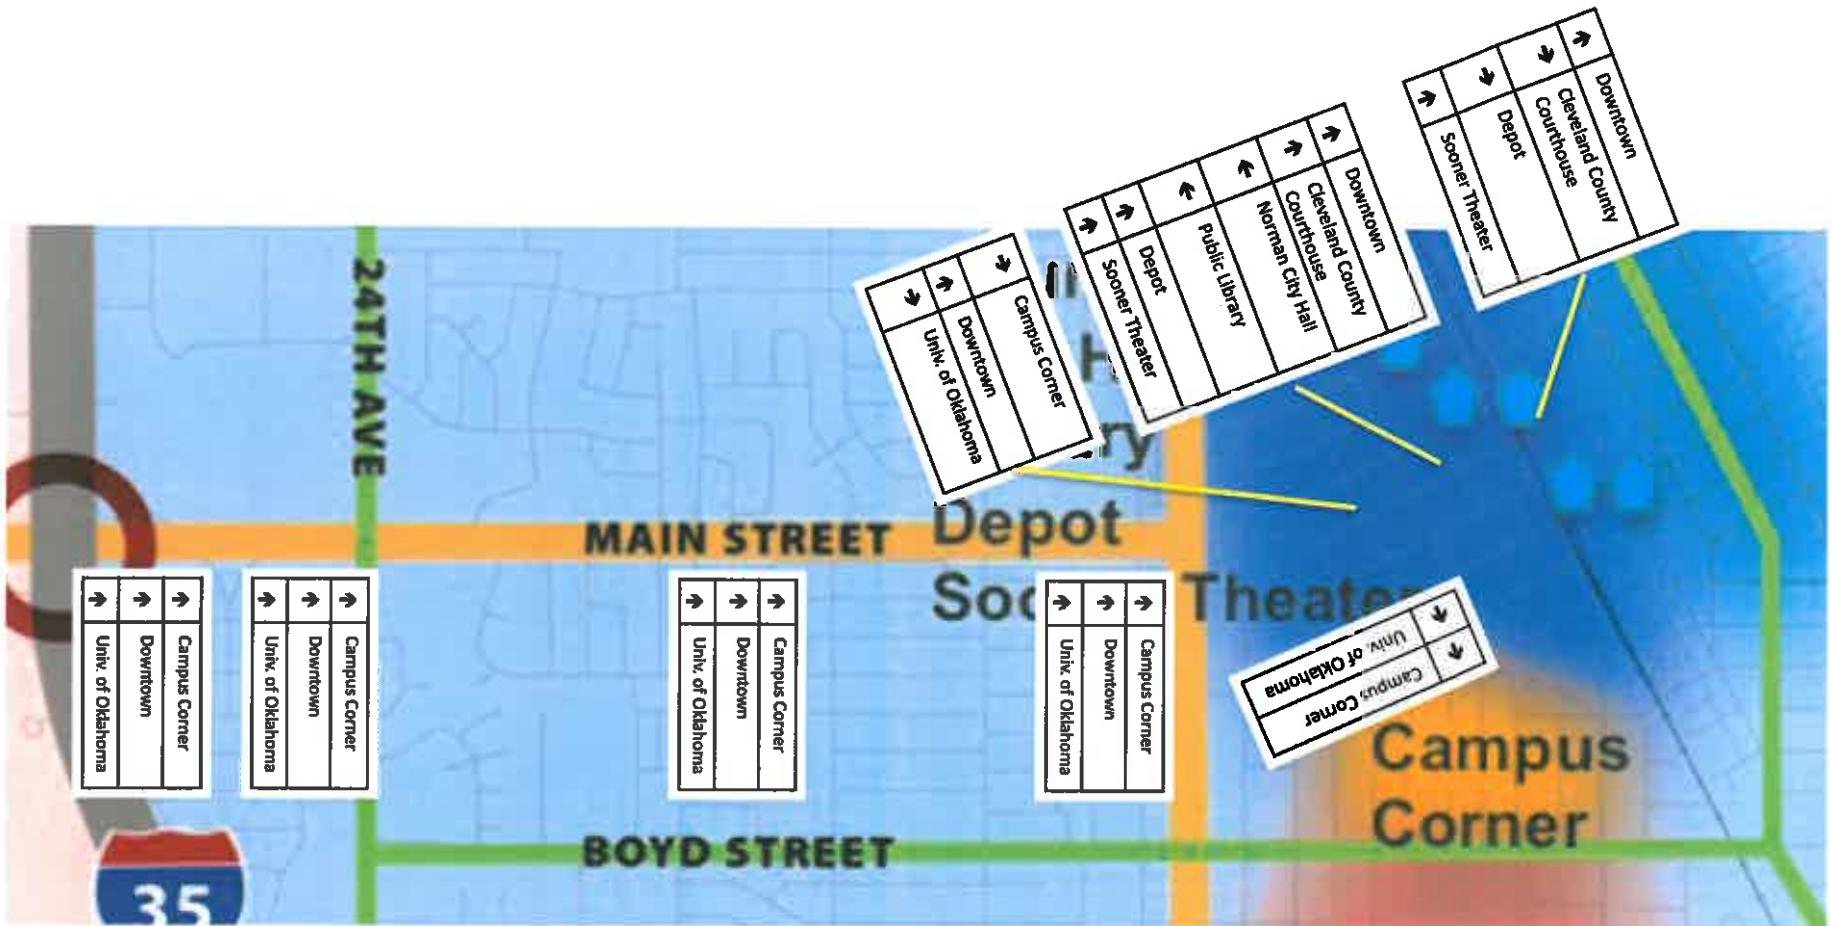 Downtown
Cleveland County
Courthouse
Depot
Sooner Theater
Downtown
Cleveland County
Courthouse
Norman City Hall
Public Library
Depot
Sooner Theater
Campus Corner
Downtown
Univ. of Oklahoma
24TH AVE
MAIN STREET
Depot
Theater
Campus Corner
Downtown
Univ. of Oklahoma
Campus Corner
Downtown
Univ. of Oklahoma
Campus Corner
Downtown
Univ. of Oklahoma
Campus Corner
Downtown
Univ. of Oklahoma
Univ. of Oklahoma
Campus Corner
Campus
Corner
BOYD STREET
35